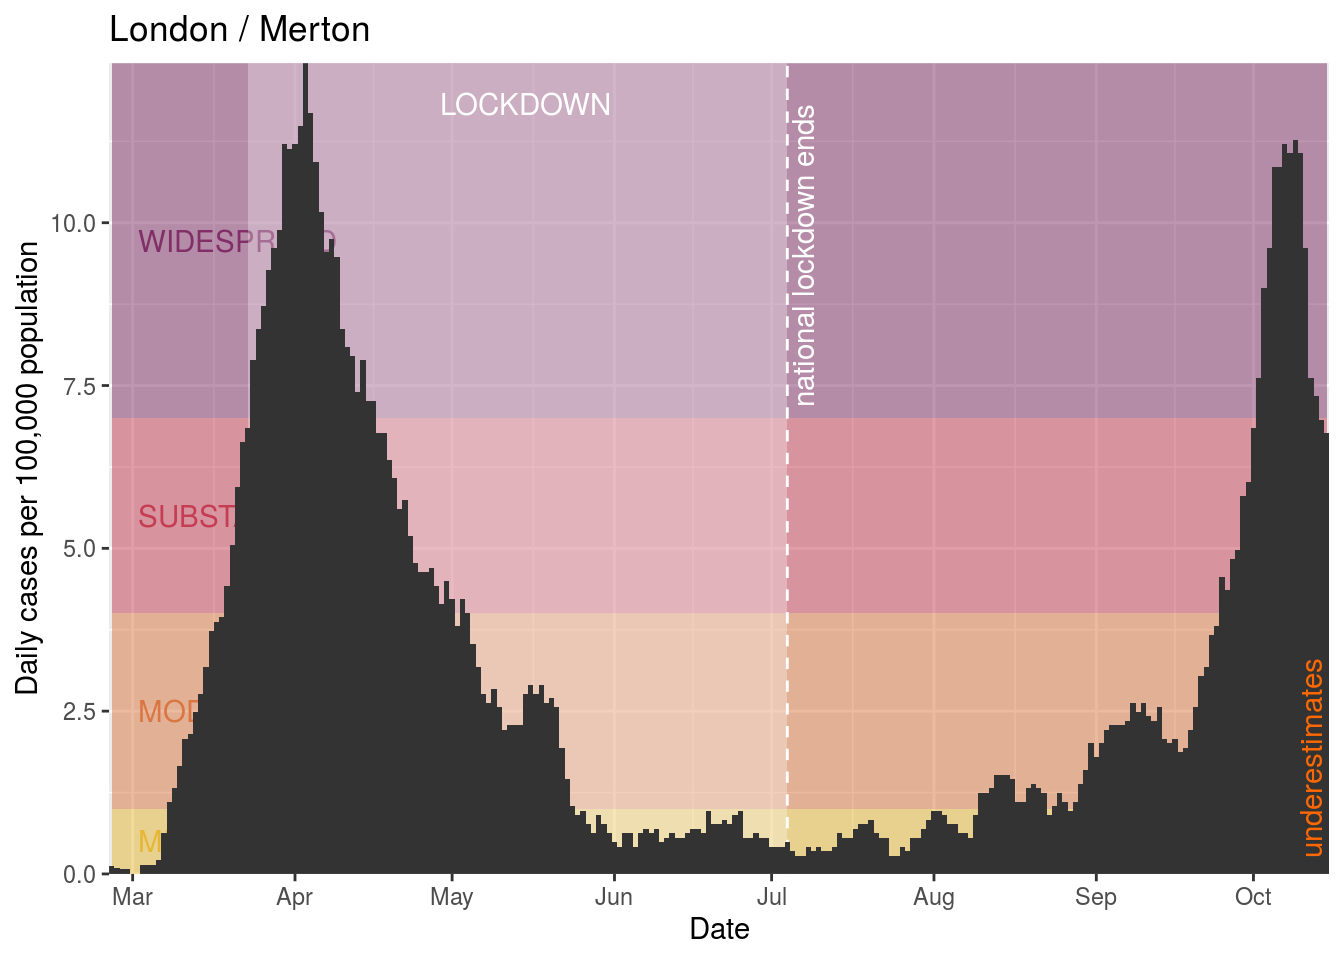 London / Merton
LOCKDOWN
national lockdown ends
WIDESPR
SUBST
MOD
M
underestimates
Daily cases per 100,000 population
10.0
7.5
5.0
2.5
0.0
Mar Apr May Jun Jul Aug Sep Oct
Date